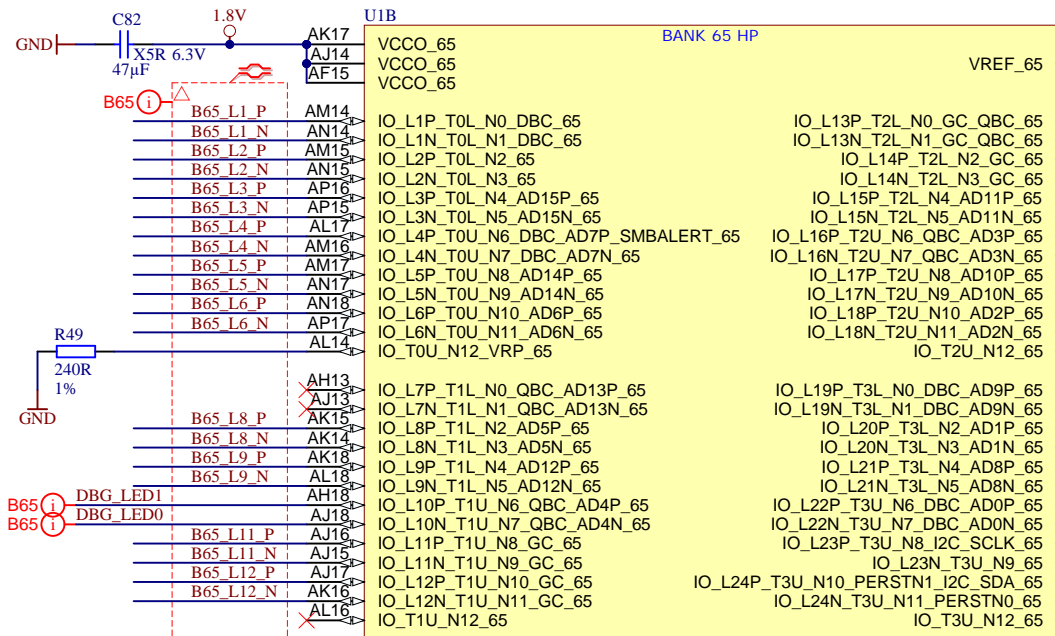 C82
1.8V
U1B
GND
X5R 6.3V
47µF
BANK 65 HP
AK17 VCCO_65
AJ14 VCCO_65 VREF_65
AF15 VCCO_65
B65 i
B65_L1_P AM14 IO_L1P_T0L_N0_DBC_65 IO_L13P_T2L_N0_GC_QBC_65
B65_L1_N AN14 IO_L1N_T0L_N1_DBC_65 IO_L13N_T2L_N1_GC_QBC_65
B65_L2_P AM15 IO_L2P_T0L_N2_65 IO_L14P_T2L_N2_GC_65
B65_L2_N AN15 IO_L2N_T0L_N3_65 IO_L14N_T2L_N3_GC_65
B65_L3_P AP16 IO_L3P_T0L_N4_AD15P_65 IO_L15P_T2L_N4_AD11P_65
B65_L3_N AP15 IO_L3N_T0L_N5_AD15N_65 IO_L15N_T2L_N5_AD11N_65
B65_L4_P AL17 IO_L4P_T0U_N6_DBC_AD7P_SMBALERT_65 IO_L16P_T2U_N6_QBC_AD3P_65
B65_L4_N AM16 IO_L4N_T0U_N7_DBC_AD7N_65 IO_L16N_T2U_N7_QBC_AD3N_65
B65_L5_P AM17 IO_L5P_T0U_N8_AD14P_65 IO_L17P_T2U_N8_AD10P_65
B65_L5_N AN17 IO_L5N_T0U_N9_AD14N_65 IO_L17N_T2U_N9_AD10N_65
B65_L6_P AN18 IO_L6P_T0U_N10_AD6P_65 IO_L18P_T2U_N10_AD2P_65
B65_L6_N AP17 IO_L6N_T0U_N11_AD6N_65 IO_L18N_T2U_N11_AD2N_65
R49 AL14 IO_T0U_N12_VRP_65 IO_T2U_N12_65
240R
1%
GND
AH13 IO_L7P_T1L_N0_QBC_AD13P_65 IO_L19P_T3L_N0_DBC_AD9P_65
AJ13 IO_L7N_T1L_N1_QBC_AD13N_65 IO_L19N_T3L_N1_DBC_AD9N_65
B65_L8_P AK15 IO_L8P_T1L_N2_AD5P_65 IO_L20P_T3L_N2_AD1P_65
B65_L8_N AK14 IO_L8N_T1L_N3_AD5N_65 IO_L20N_T3L_N3_AD1N_65
B65_L9_P AK18 IO_L9P_T1L_N4_AD12P_65 IO_L21P_T3L_N4_AD8P_65
B65_L9_N AL18 IO_L9N_T1L_N5_AD12N_65 IO_L21N_T3L_N5_AD8N_65
B65 i DBG_LED1 AH18 IO_L10P_T1U_N6_QBC_AD4P_65 IO_L22P_T3U_N6_DBC_AD0P_65
B65 i DBG_LED0 AJ18 IO_L10N_T1U_N7_QBC_AD4N_65 IO_L22N_T3U_N7_DBC_AD0N_65
B65_L11_P AJ16 IO_L11P_T1U_N8_GC_65 IO_L23P_T3U_N8_I2C_SCLK_65
B65_L11_N AJ15 IO_L11N_T1U_N9_GC_65 IO_L23N_T3U_N9_65
B65_L12_P AJ17 IO_L12P_T1U_N10_GC_65 IO_L24P_T3U_N10_PERSTN1_I2C_SDA_65
B65_L12_N AK16 IO_L12N_T1U_N11_GC_65 IO_L24N_T3U_N11_PERSTN0_65
AL16 IO_T1U_N12_65 IO_T3U_N12_65